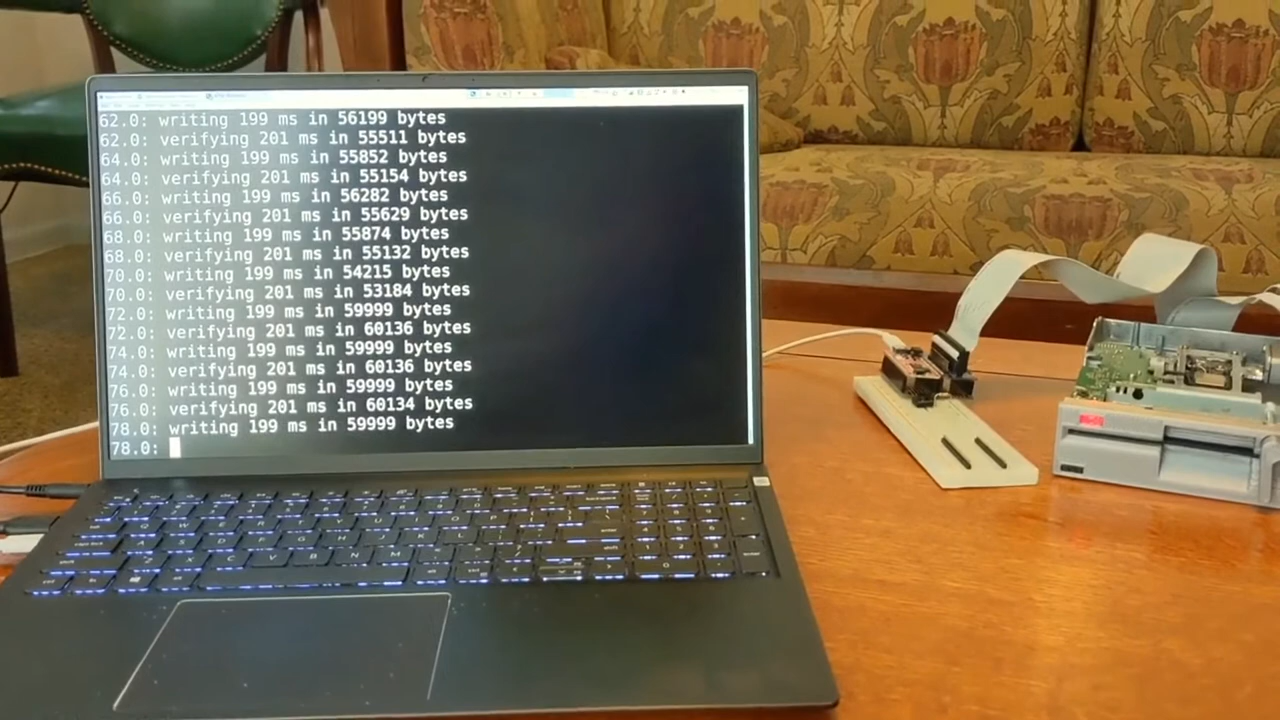 62.0: writing 199 ms in 56199 bytes
62.0: verifying 201 ms in 55511 bytes
64.0: writing 199 ms in 55852 bytes
64.0: verifying 201 ms in 55154 bytes
66.0: writing 199 ms in 56282 bytes
66.0: verifying 201 ms in 55629 bytes
68.0: writing 199 ms in 55874 bytes
68.0: verifying 201 ms in 55132 bytes
70.0: writing 199 ms in 54215 bytes
70.0: verifying 201 ms in 53184 bytes
72.0: writing 199 ms in 59999 bytes
72.0: verifying 201 ms in 60136 bytes
74.0: writing 199 ms in 59999 bytes
74.0: verifying 201 ms in 60136 bytes
76.0: writing 199 ms in 59999 bytes
76.0: verifying 201 ms in 60134 bytes
78.0: writing 199 ms in 59999 bytes
78.0: